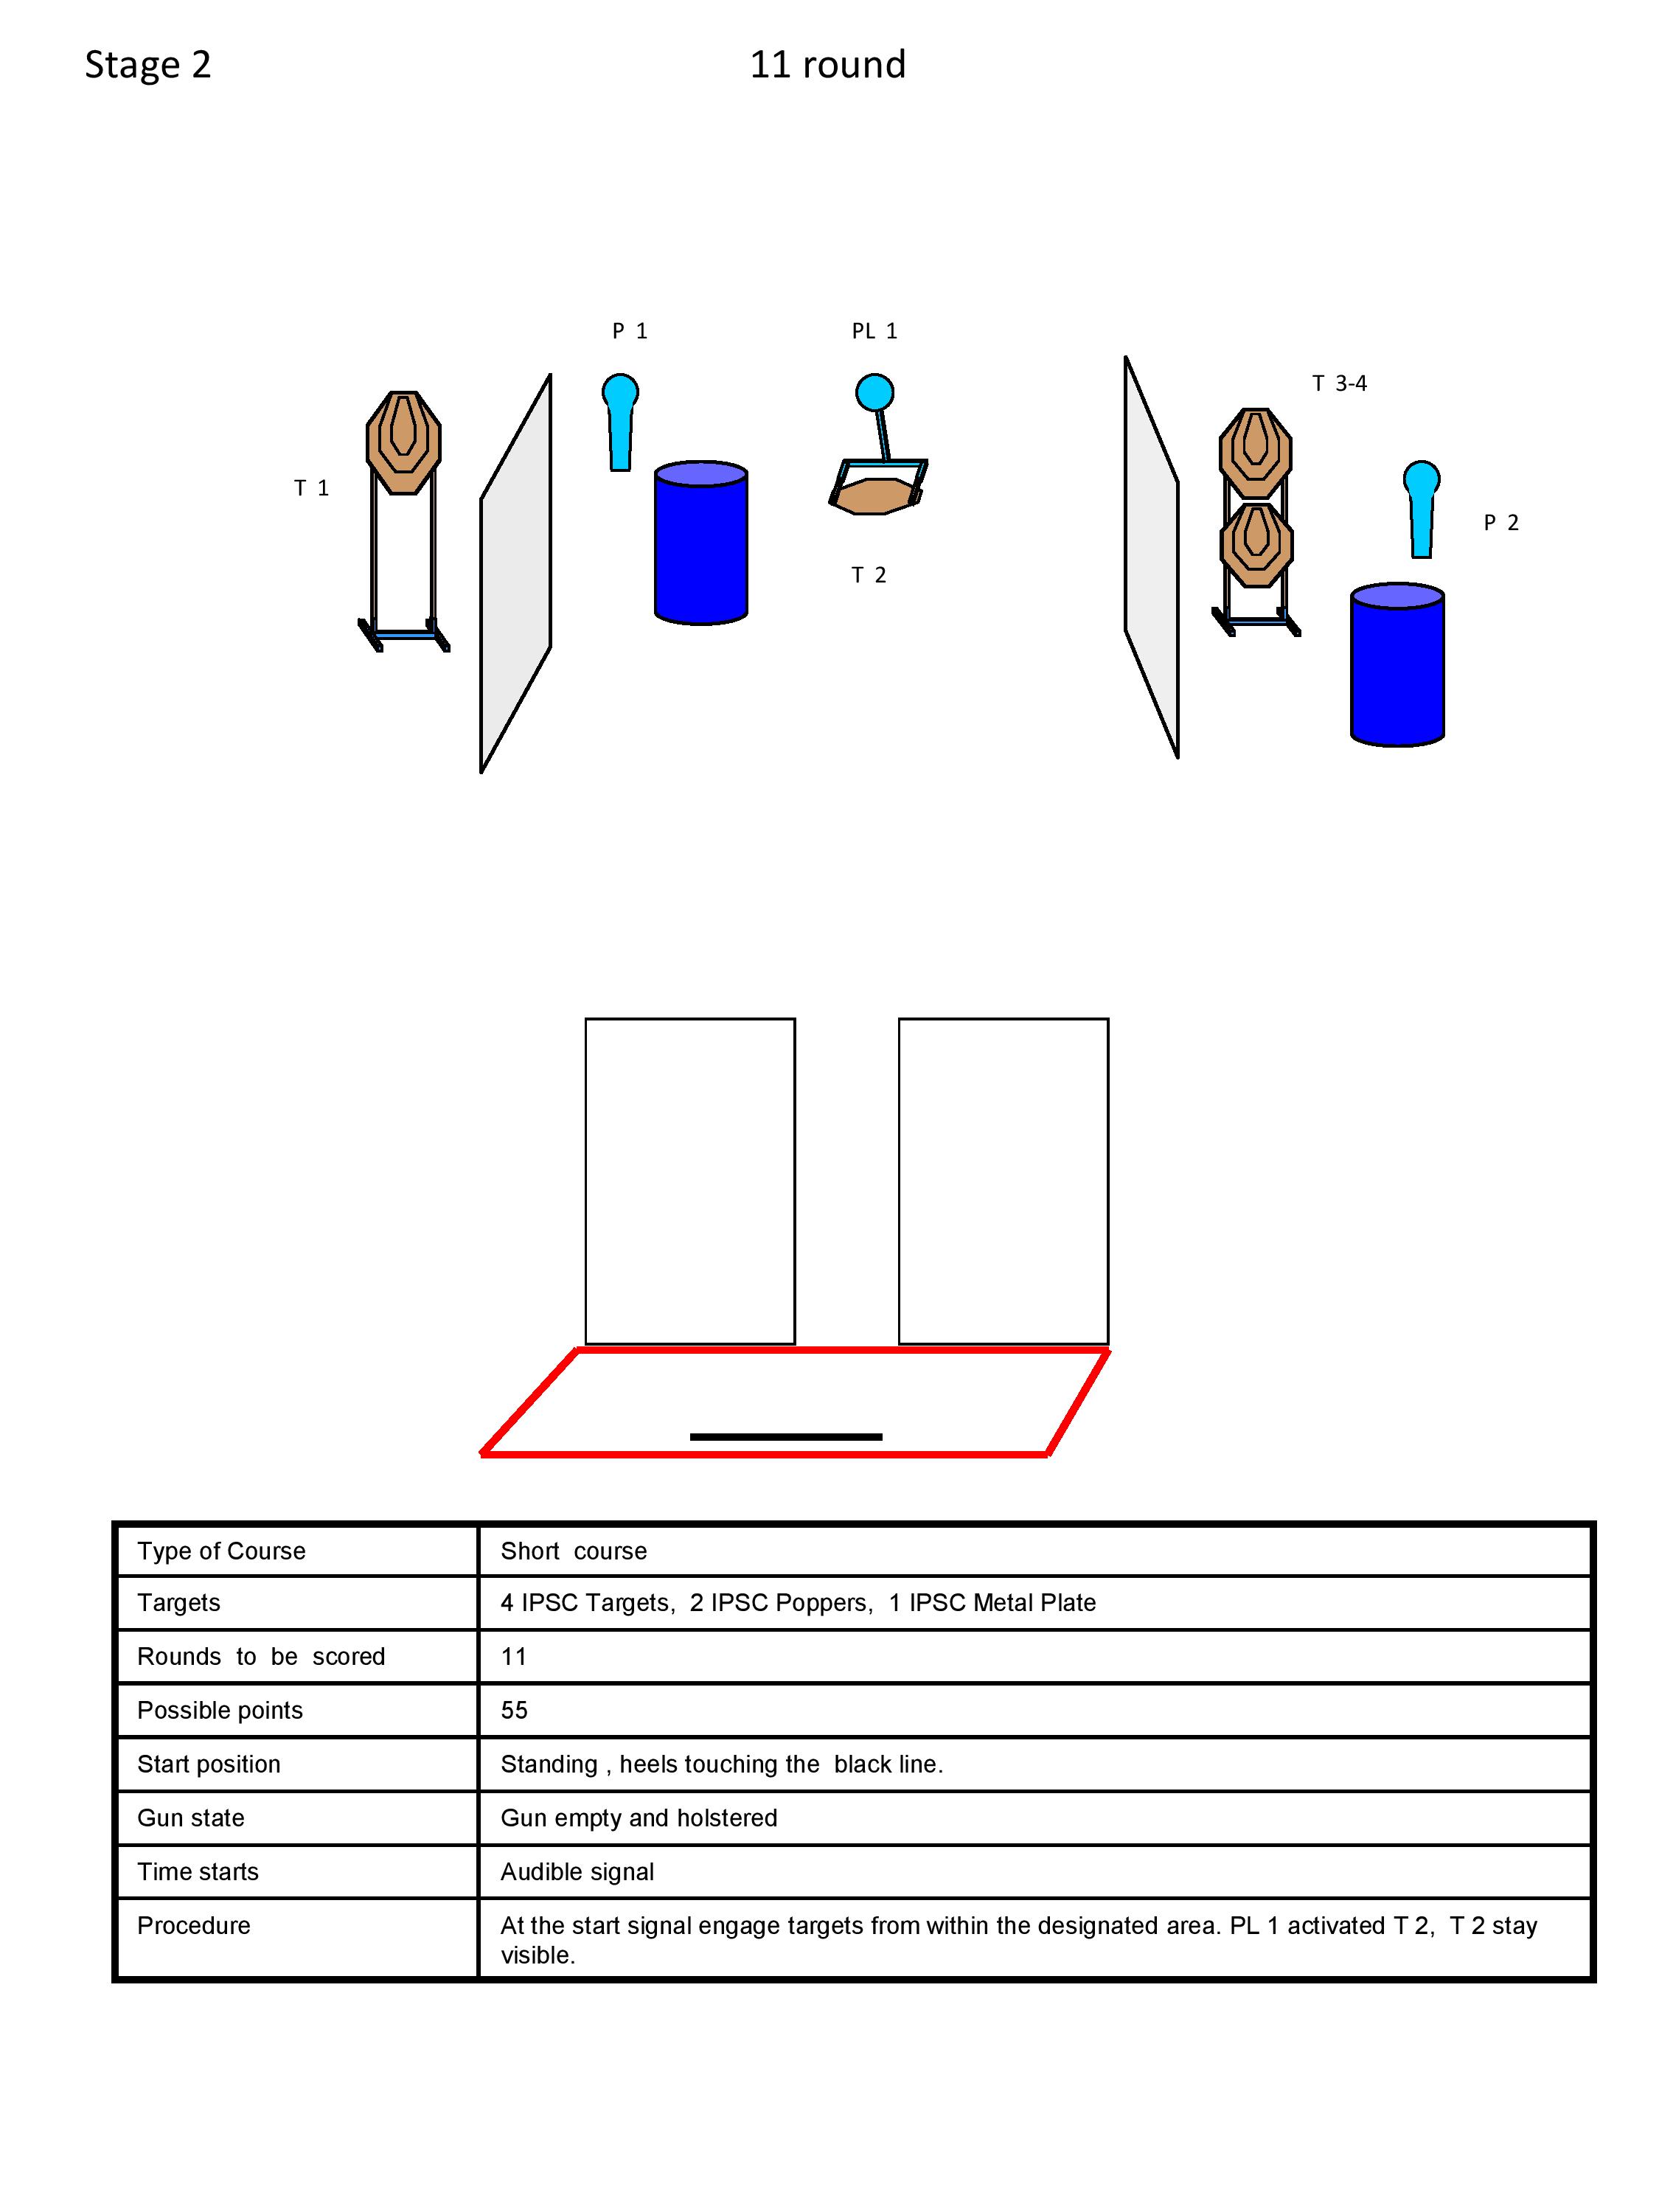 Stage 2
11 round
P 1
PL 1
T 3-4
T 1
P 2
T 2
Type of Course
Short course
Targets
4 IPSC Targets, 2 IPSC Poppers, 1 IPSC Metal Plate
Rounds to be scored
11
Possible points
55
Start position
Standing , heels touching the black line.
Gun state
Gun empty and holstered
Time starts
Audible signal
Procedure
At the start signal engage targets from within the designated area. PL 1 activated T 2, T 2 stay
visible.